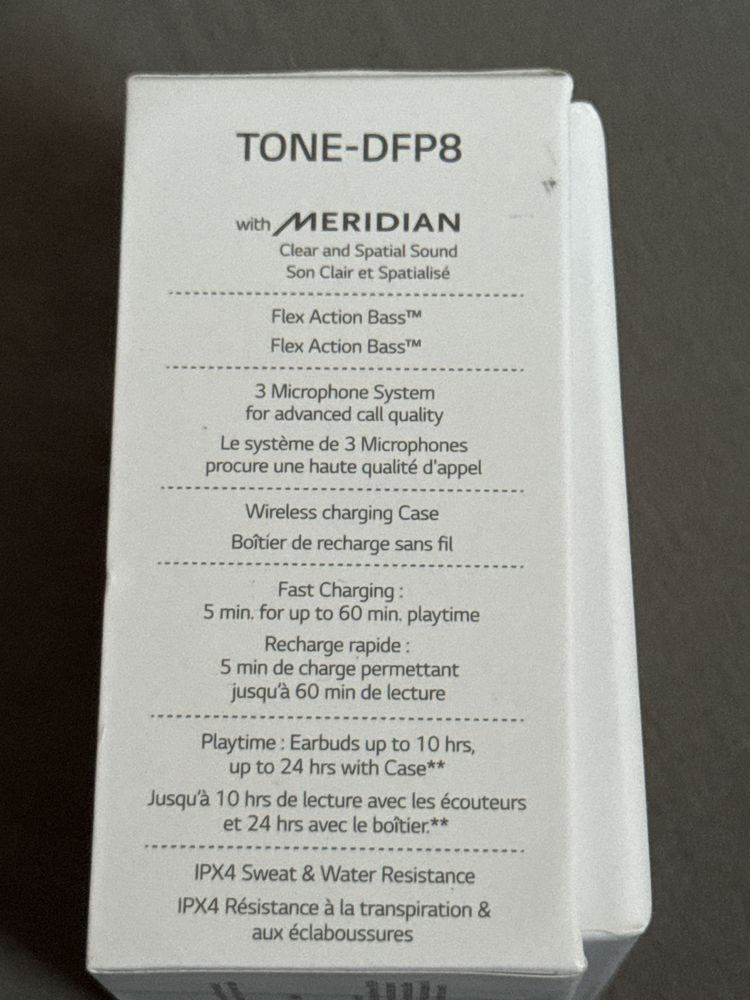 TONE-DFP8
with MERIDIAN
Clear and Spatial Sound
Son Clair et Spatialisé
Flex Action Bass™
Flex Action Bass™
3 Microphone System
for advanced call quality
Le système de 3 Microphones
procure une haute qualité d'appel
Wireless charging Case
Boîtier de recharge sans fil
Fast Charging :
5 min. for up to 60 min. playtime
Recharge rapide :
5 min de charge permettant
jusqu'à 60 min de lecture
Playtime : Earbuds up to 10 hrs,
up to 24 hrs with Case**
Jusqu'à 10 hrs de lecture avec les écouteurs
et 24 hrs avec le boîtier.**
IPX4 Sweat & Water Resistance
IPX4 Résistance à la transpiration &
aux éclaboussures